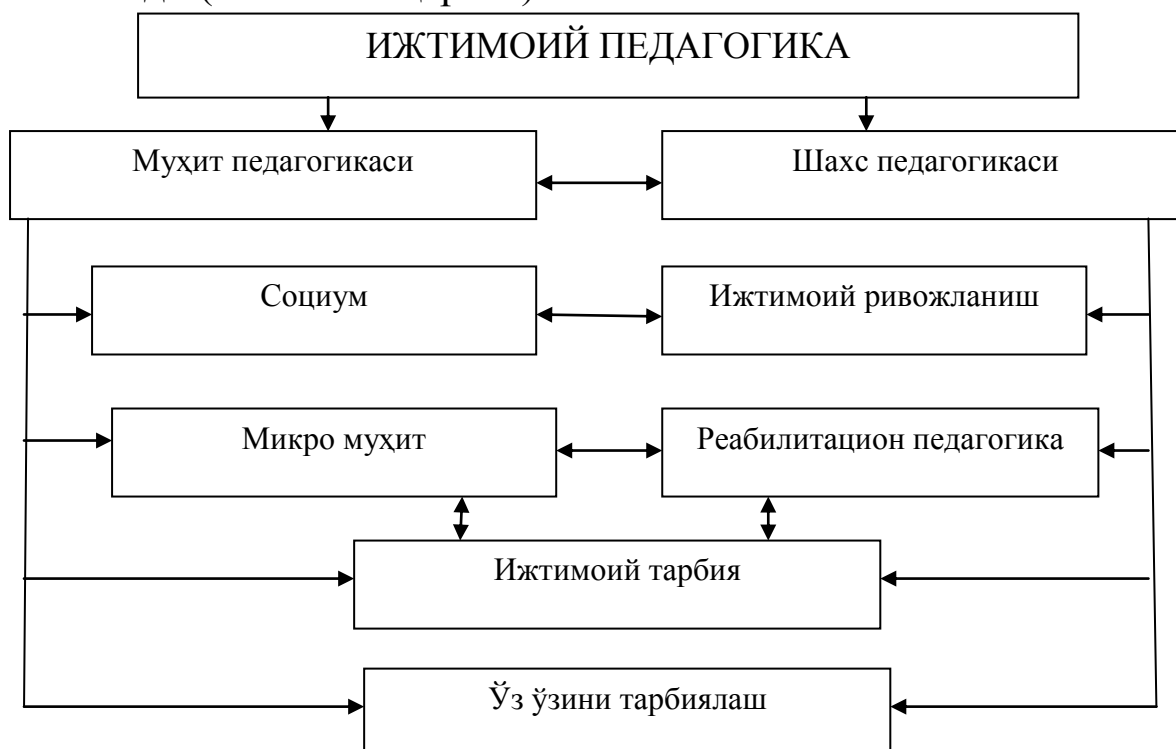 ИЖТИМОИЙ ПЕДАГОГИКА
Муҳит педагогикаси
Шахс педагогикаси
Социум
Ижтимоий ривожланиш
Микро муҳит
Реабилитацион педагогика
Ижтимоий тарбия
Ўз ўзини тарбиялаш